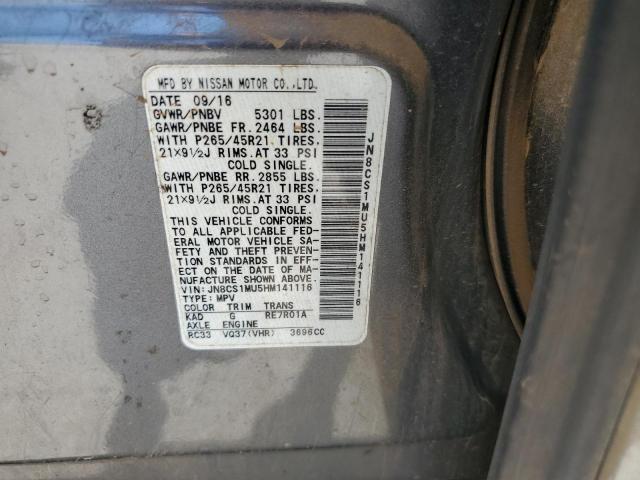 MFD BY NISSAN MOTOR CO.,LTD.
DATE 09/16
GVWR/PNBV 5301 LBS.
GAWR/PNBE FR. 2464 LBS.
WITH P265/45R21 TIRES.
21X9 1/2J RIMS.AT 33 PSI
COLD SINGLE.
GAWR/PNBE RR. 2855 LBS.
WITH P265/45R21 TIRES.
21X9 1/2J RIMS.AT 33 PSI
COLD SINGLE.
THIS VEHICLE CONFORMS
TO ALL APPLICABLE FED-
ERAL MOTOR VEHICLE SA-
FETY AND THEFT PREVEN-
TION STANDARDS IN EFF-
ECT ON THE DATE OF MA-
NUFACTURE SHOWN ABOVE.
VIN: JN8CS1MU5HM141116
TYPE: MPV
COLOR TRIM TRANS
KAD G RE7R01A
AXLE ENGINE
RC33 VQ37(VHR) 3696CC
JN8CS1MU5HM141116